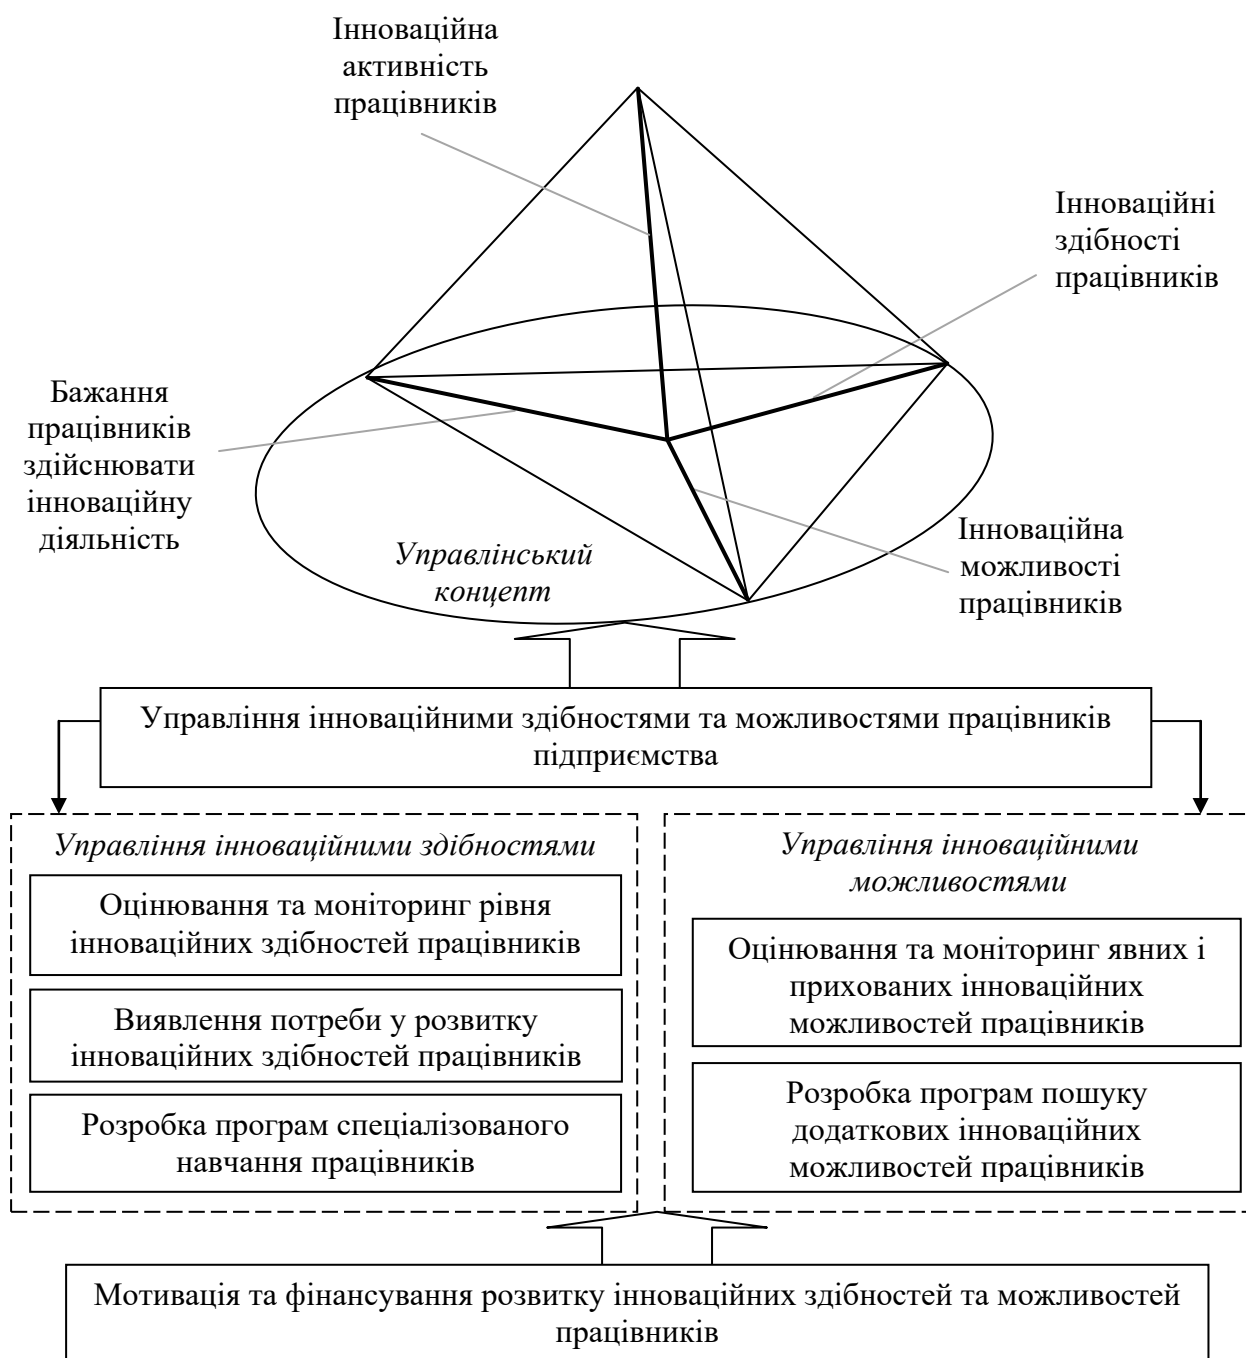 Інноваційна
активність
працівників
Інноваційні
здібності
працівників
Бажання
працівників
здійснювати
інноваційну
діяльність
Інноваційна
можливості
працівників
Управлінський
концепт
Управління інноваційними здібностями та можливостями працівників
підприємства
Управління інноваційними здібностями
Оцінювання та моніторинг рівня
інноваційних здібностей працівників
Виявлення потреби у розвитку
інноваційних здібностей працівників
Розробка програм спеціалізованого
навчання працівників
Управління інноваційними
можливостями
Оцінювання та моніторинг явних і
прихованих інноваційних
можливостей працівників
Розробка програм пошуку
додаткових інноваційних
можливостей працівників
Мотивація та фінансування розвитку інноваційних здібностей та можливостей
працівників